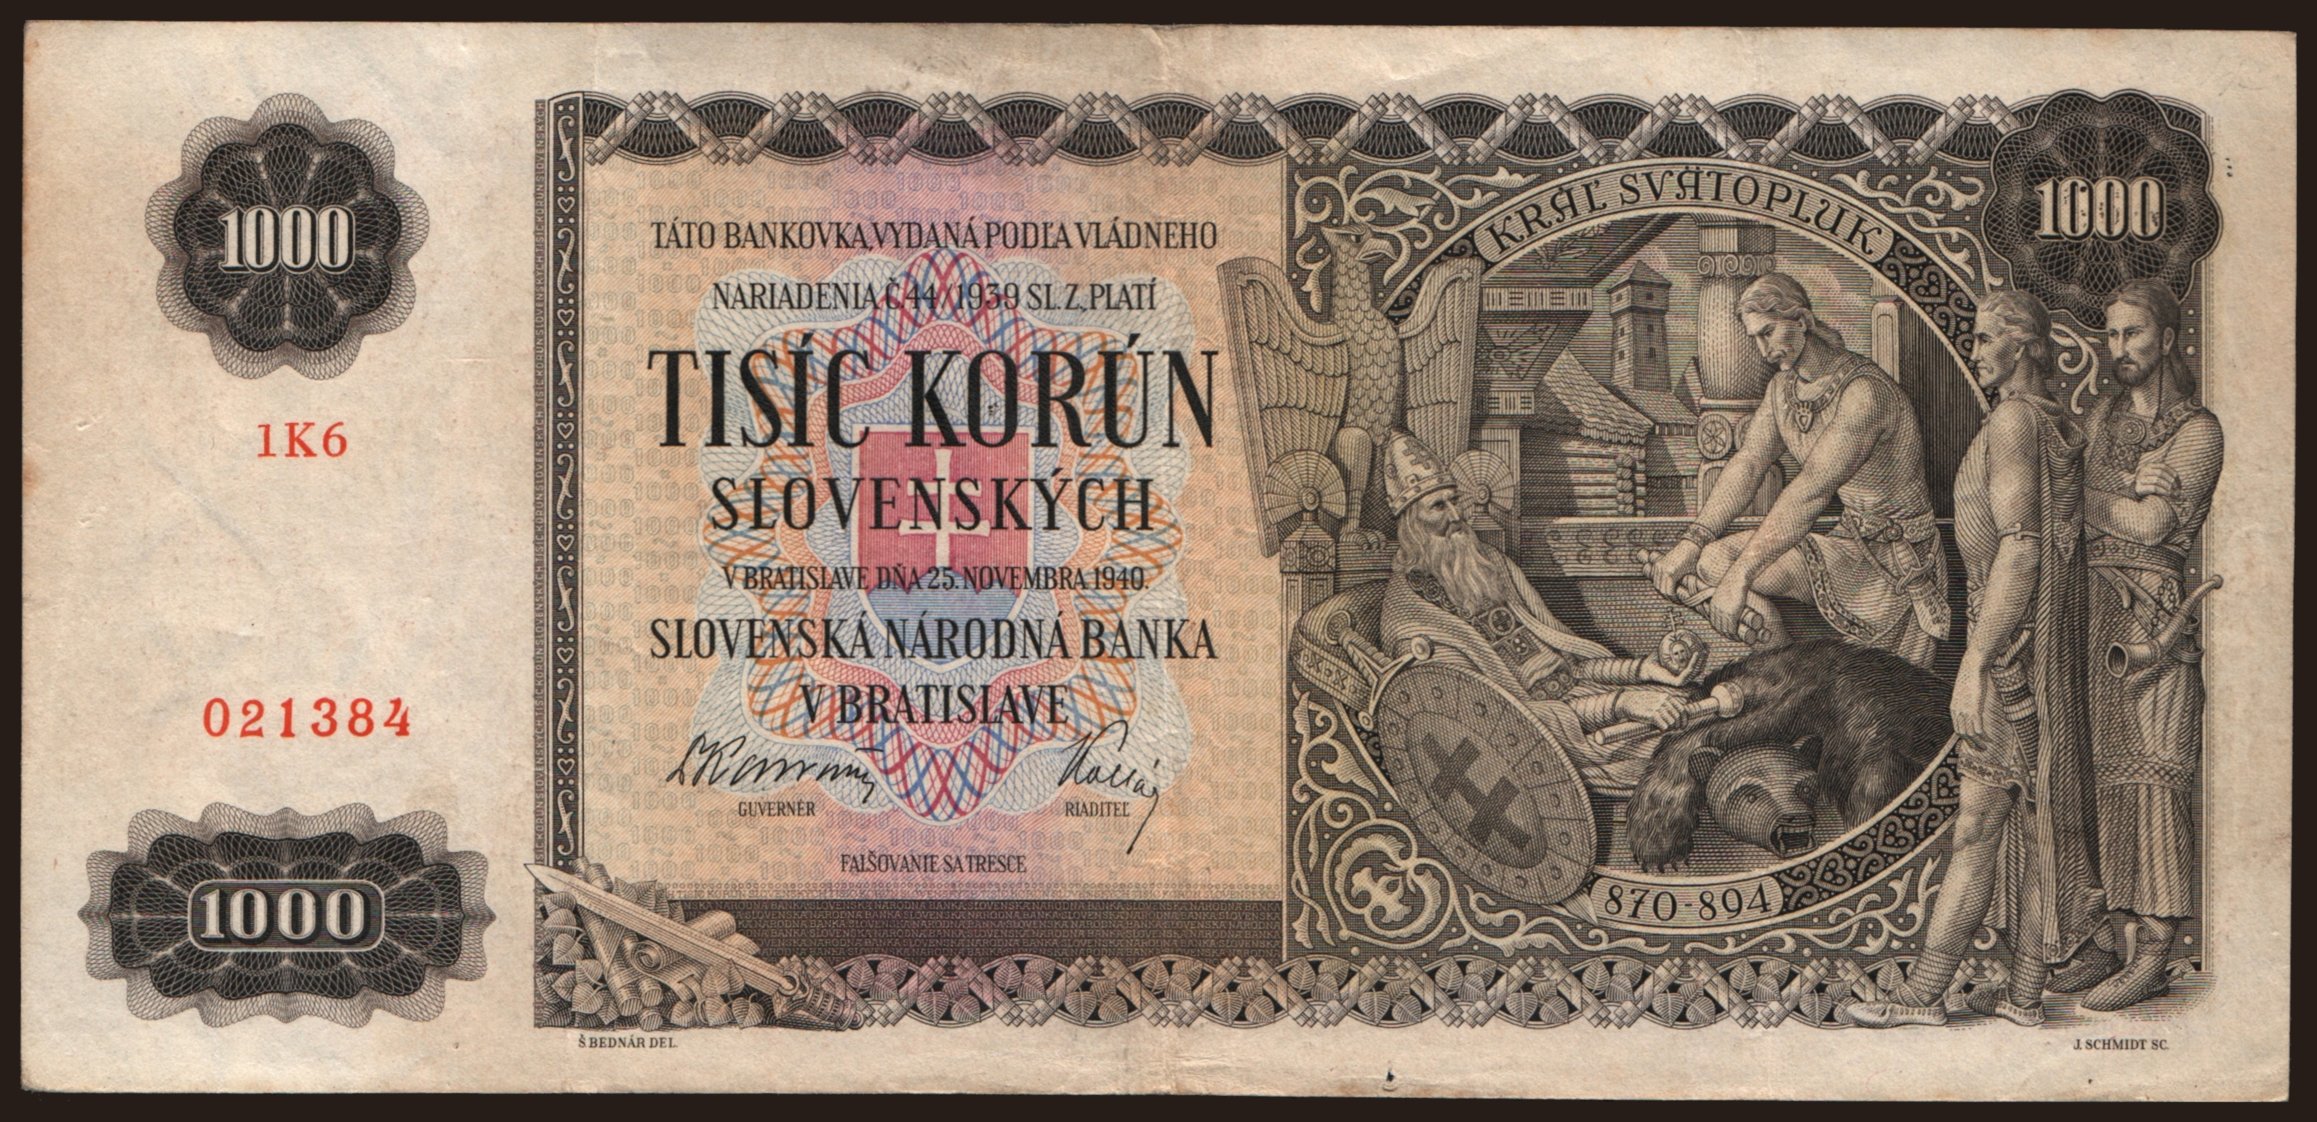 1000
1K6
021384
1000
TÁTO BANKOVKA, VYDANÁ PODĽA VLÁDNEHO
NARIADENIA Č. 44/1939 SL. Z., PLATÍ
TISÍC KORÚN
SLOVENSKÝCH
V BRATISLAVE DŇA 25. NOVEMBRA 1940.
SLOVENSKÁ NÁRODNÁ BANKA
V BRATISLAVE
GUVERNÉR
RIADITEĽ
FALŠOVANIE SA TRESCE
KRÁĽ SVÄTOPLUK
1000
870-894
Š. BEDNÁR DEL.
J. SCHMIDT SC.